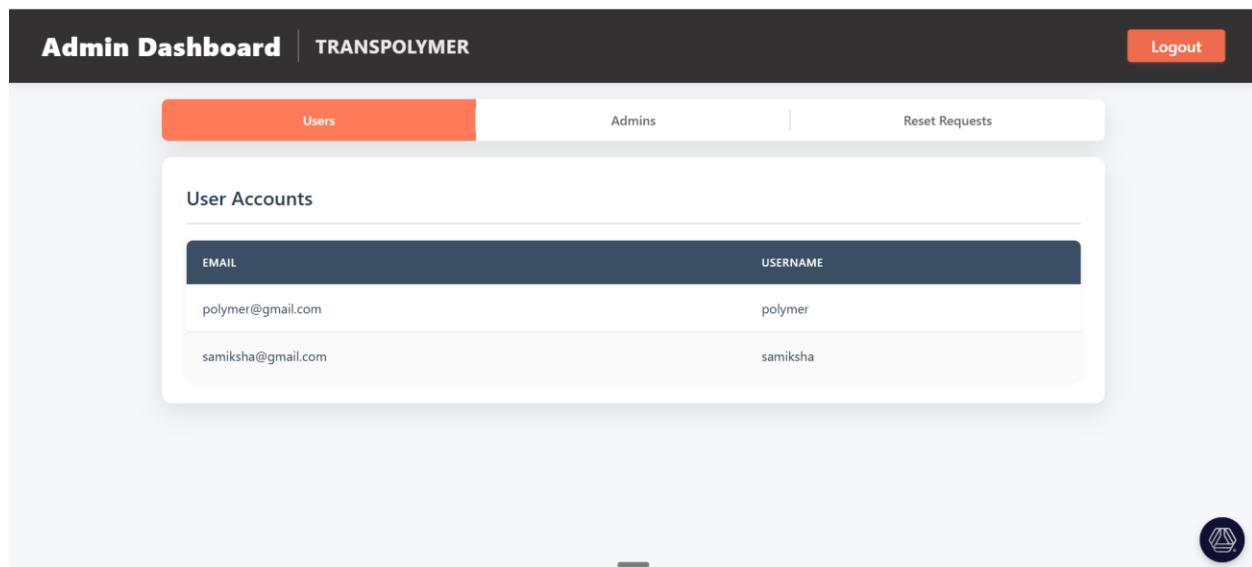 Admin Dashboard | TRANSPOLYMER Logout
Users Admins Reset Requests
User Accounts
EMAIL USERNAME
polymer@gmail.com polymer
samiksha@gmail.com samiksha